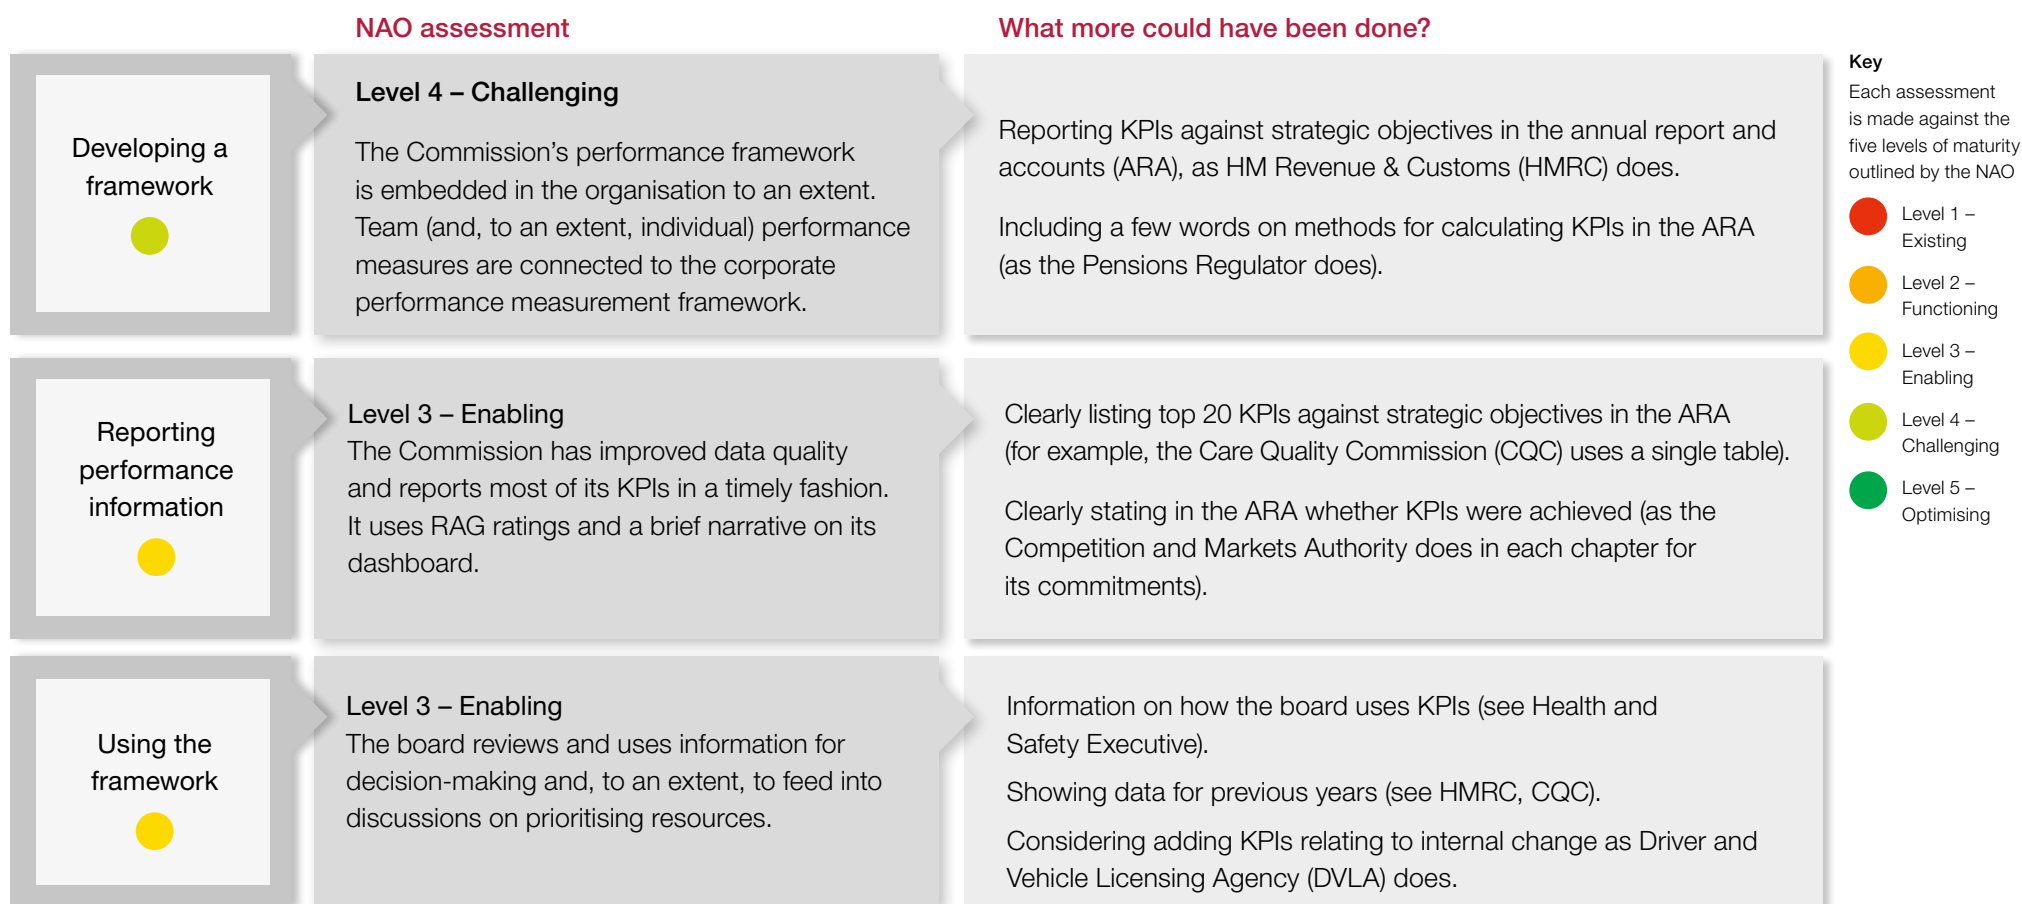 NAO assessment
What more could have been done?
Developing a
framework
Level 4 – Challenging
The Commission's performance framework
is embedded in the organisation to an extent.
Team (and, to an extent, individual) performance
measures are connected to the corporate
performance measurement framework.
Reporting KPIs against strategic objectives in the annual report and
accounts (ARA), as HM Revenue & Customs (HMRC) does.
Including a few words on methods for calculating KPIs in the ARA
(as the Pensions Regulator does).
Reporting
performance
information
Level 3 – Enabling
The Commission has improved data quality
and reports most of its KPIs in a timely fashion.
It uses RAG ratings and a brief narrative on its
dashboard.
Clearly listing top 20 KPIs against strategic objectives in the ARA
(for example, the Care Quality Commission (CQC) uses a single table).
Clearly stating in the ARA whether KPIs were achieved (as the
Competition and Markets Authority does in each chapter for
its commitments).
Using the
framework
Level 3 – Enabling
The board reviews and uses information for
decision-making and, to an extent, to feed into
discussions on prioritising resources.
Information on how the board uses KPIs (see Health and
Safety Executive).
Showing data for previous years (see HMRC, CQC).
Considering adding KPIs relating to internal change as Driver and
Vehicle Licensing Agency (DVLA) does.
Key
Each assessment
is made against the
five levels of maturity
outlined by the NAO
Level 1 –
Existing
Level 2 –
Functioning
Level 3 –
Enabling
Level 4 –
Challenging
Level 5 –
Optimising